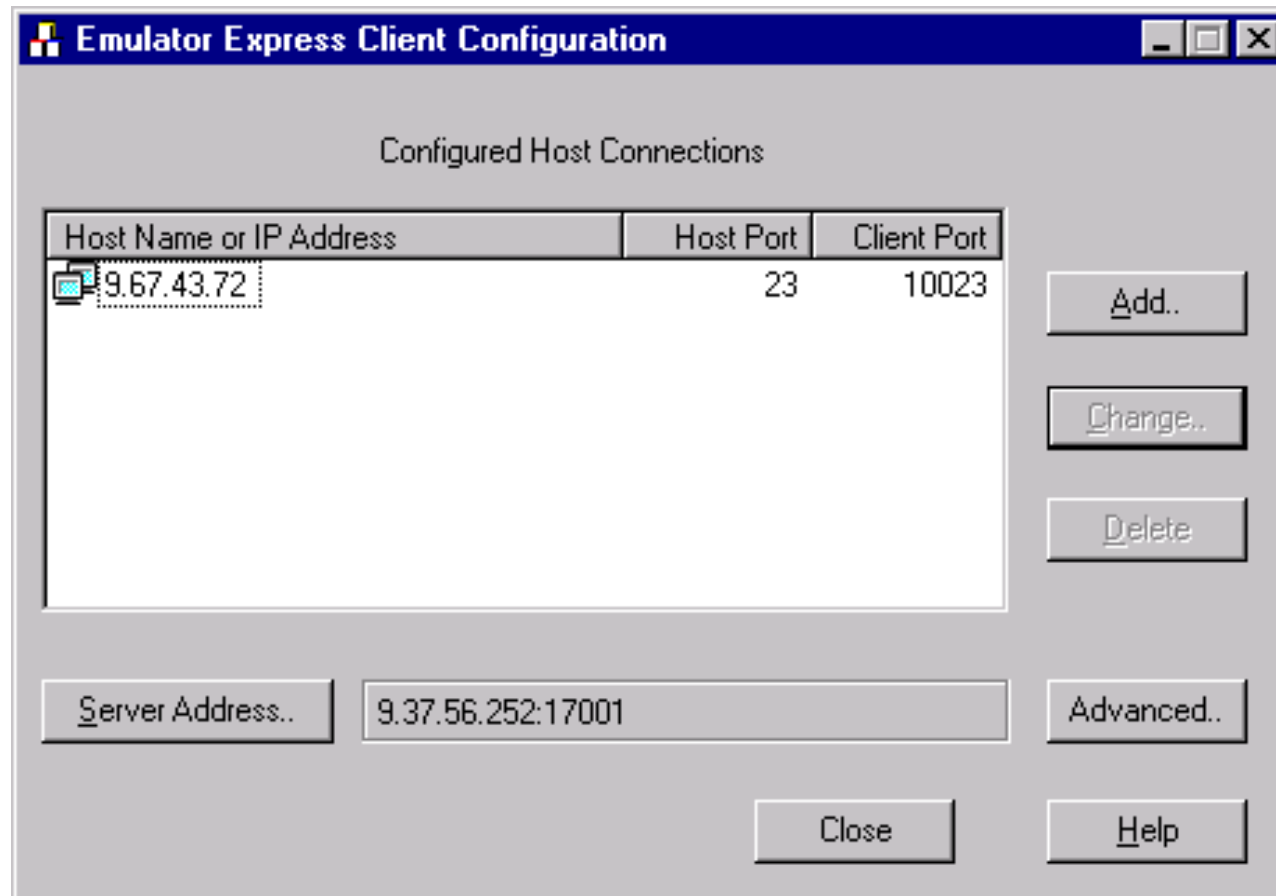 Emulator Express Client Configuration
Configured Host Connections
Host Name or IP Address Host Port Client Port
9.67.43.72 23 10023
Add..
Change..
Delete
Server Address.. 9.37.56.252:17001 Advanced..
Close Help